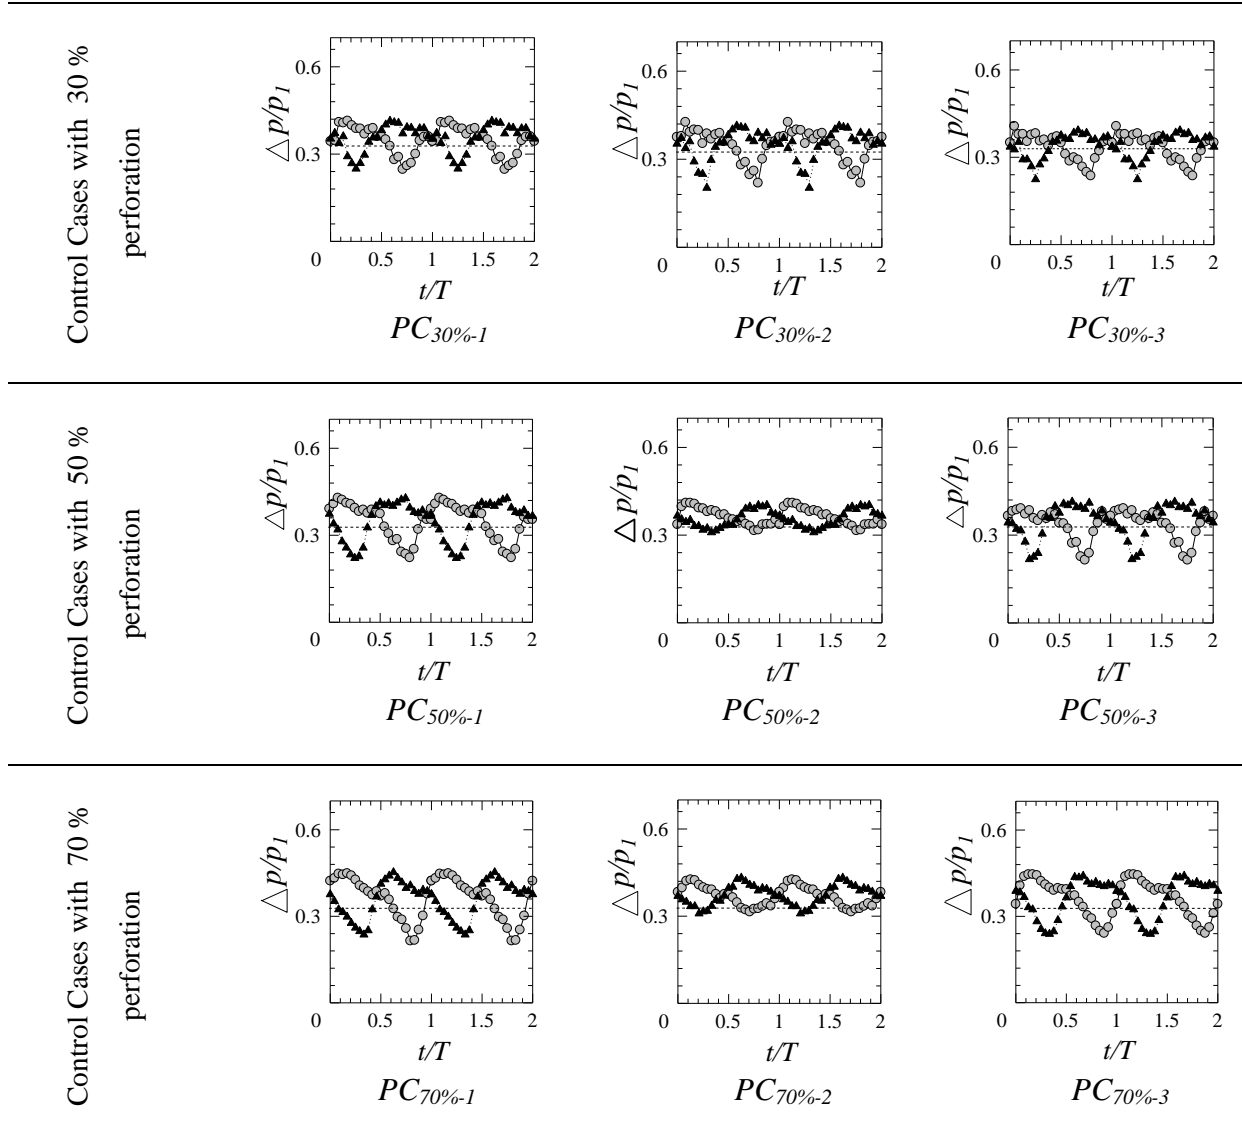 Control Cases with 30 %
perforation
△p/p1
0.6
0.3
0 0.5 1 1.5 2
t/T
PC30%-1
△p/p1
0.6
0.3
0 0.5 1 1.5 2
t/T
PC30%-2
△p/p1
0.6
0.3
0 0.5 1 1.5 2
t/T
PC30%-3
Control Cases with 50 %
perforation
△p/p1
0.6
0.3
0 0.5 1 1.5 2
t/T
PC50%-1
△p/p1
0.6
0.3
0 0.5 1 1.5 2
t/T
PC50%-2
△p/p1
0.6
0.3
0 0.5 1 1.5 2
t/T
PC50%-3
Control Cases with 70 %
perforation
△p/p1
0.6
0.3
0 0.5 1 1.5 2
t/T
PC70%-1
△p/p1
0.6
0.3
0 0.5 1 1.5 2
t/T
PC70%-2
△p/p1
0.6
0.3
0 0.5 1 1.5 2
t/T
PC70%-3